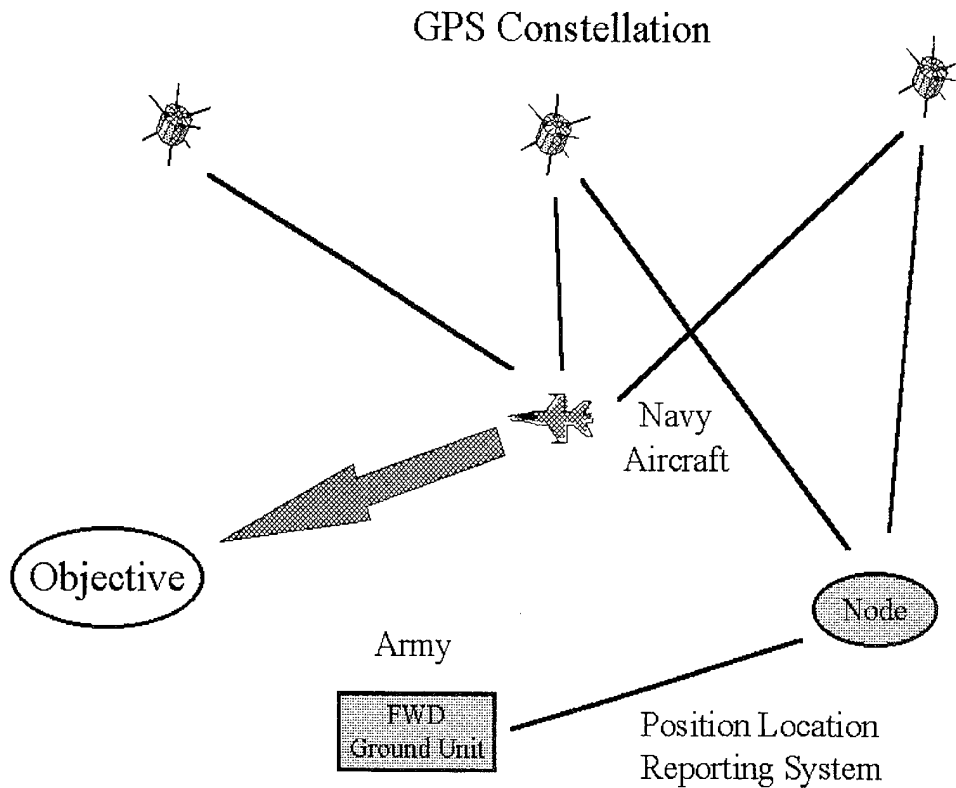 GPS Constellation
Navy
Aircraft
Objective
Node
Army
FWD
Ground Unit
Position Location
Reporting System